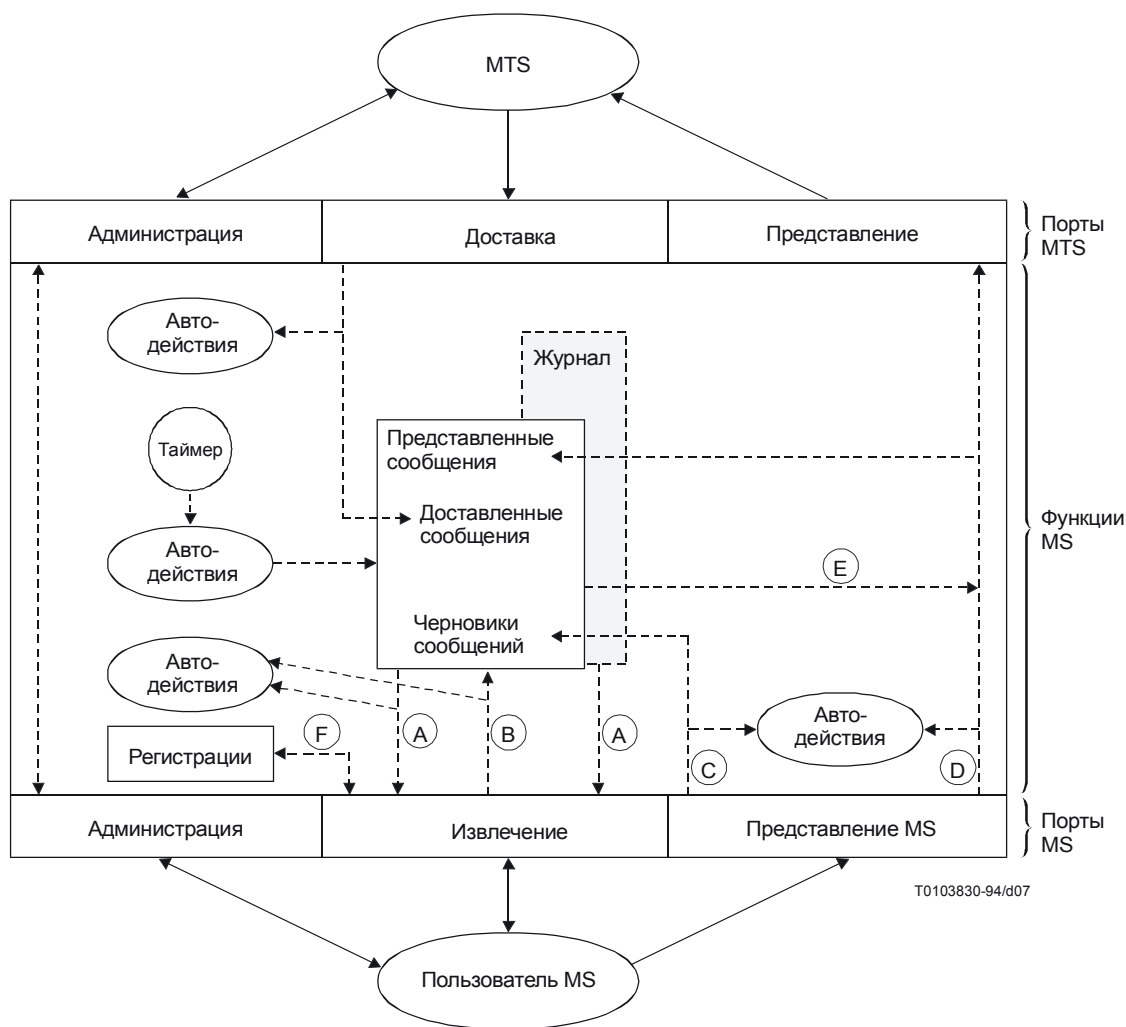 MTS
Администрация
Доставка
Представление
Порты
MTS
Авто-
действия
Журнал
Таймер
Представленные
сообщения
Доставленные
сообщения
Авто-
действия
Функции
MS
E
Черновики
сообщений
Авто-
действия
F
A
B
A
C
Авто-
действия
D
Регистрации
Администрация
Извлечение
Представление MS
Порты
MS
T0103830-94/d07
Пользователь MS